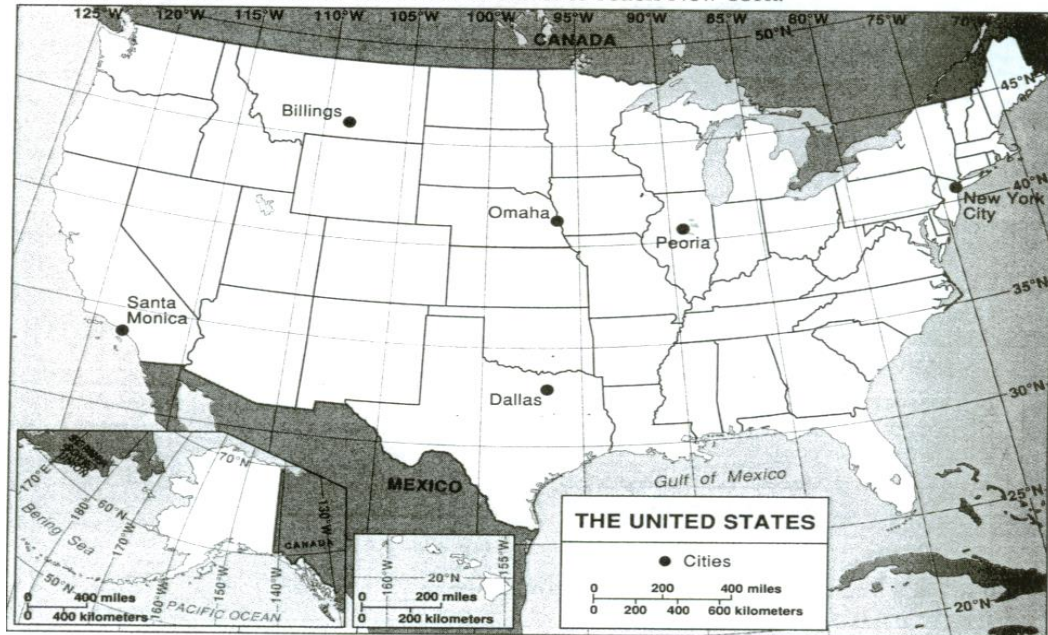 125°W
120°W
115°W
110°W
105°W
100°W
95°W
90°W
85°W
80°W
75°W
70°W
50°N
CANADA
45°N
Billings
Omaha
Peoria
40°N
New York
City
Santa
Monica
35°N
Dallas
30°N
MEXICO
Gulf of Mexico
25°N
20°N
170°E
180°
170°W
160°W
150°W
140°W
130°W
70°N
60°N
50°N
Bering Sea
CANADA
PACIFIC OCEAN
0 400 miles
0 400 kilometers
160°W
155°W
20°N
0 200 miles
0 200 kilometers
THE UNITED STATES
Cities
0 200 400 miles
0 200 400 600 kilometers